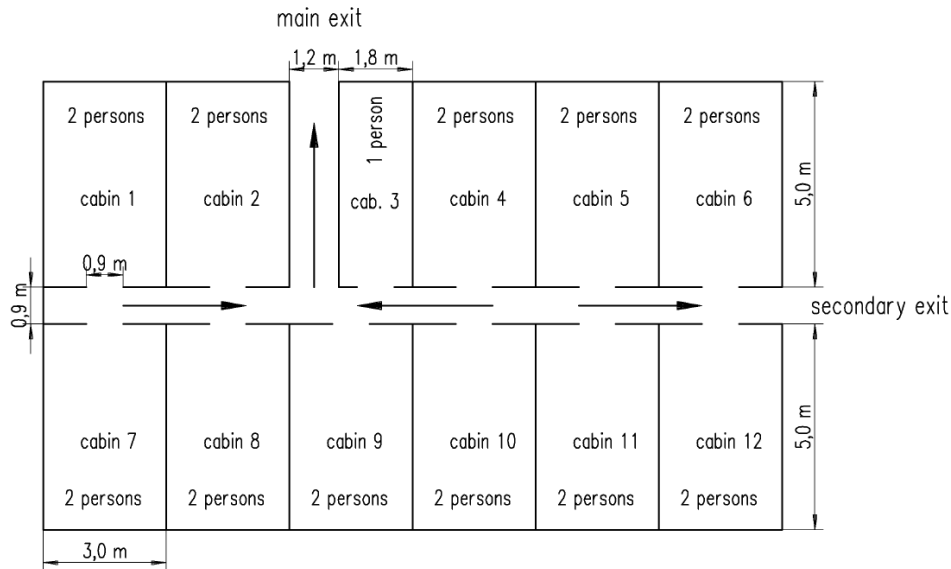 main exit
1,2 m
1,8 m
2 persons
2 persons
1 person
2 persons
2 persons
2 persons
cabin 1
cabin 2
cab. 3
cabin 4
cabin 5
cabin 6
5,0 m
0,9 m
0,9 m
secondary exit
cabin 7
cabin 8
cabin 9
cabin 10
cabin 11
cabin 12
5,0 m
2 persons
2 persons
2 persons
2 persons
2 persons
2 persons
3,0 m